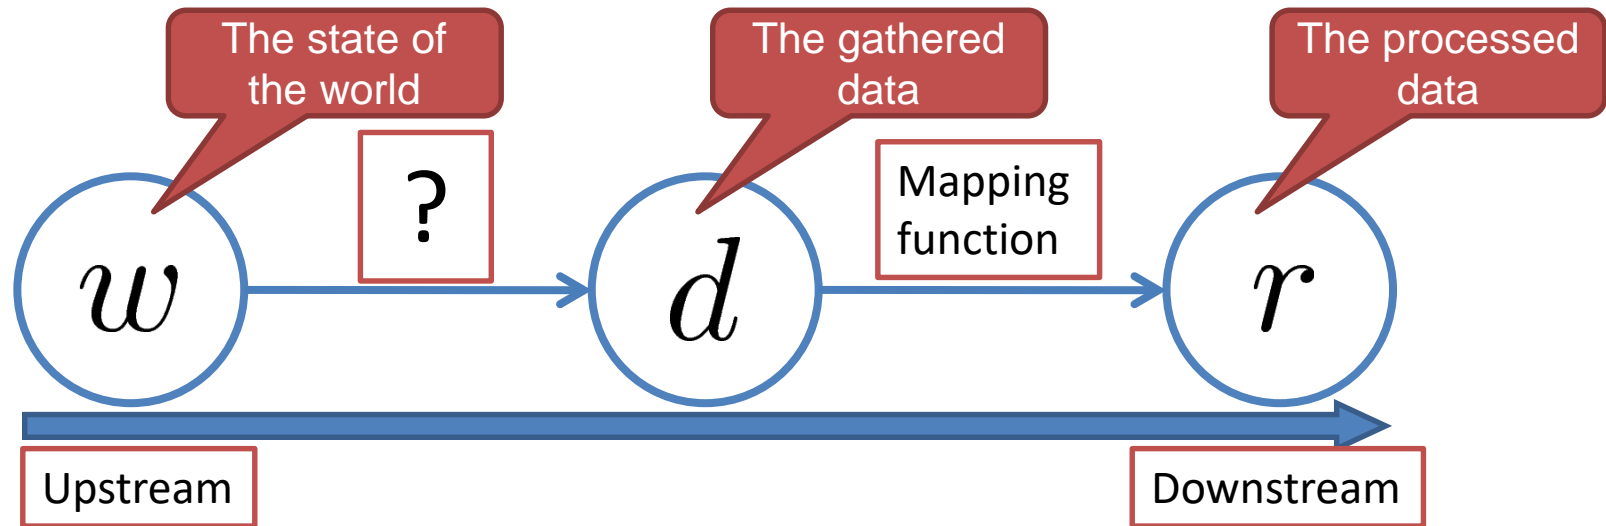 The state of
the world
The gathered
data
The processed
data
?
Mapping
function
w
d
r
Upstream
Downstream